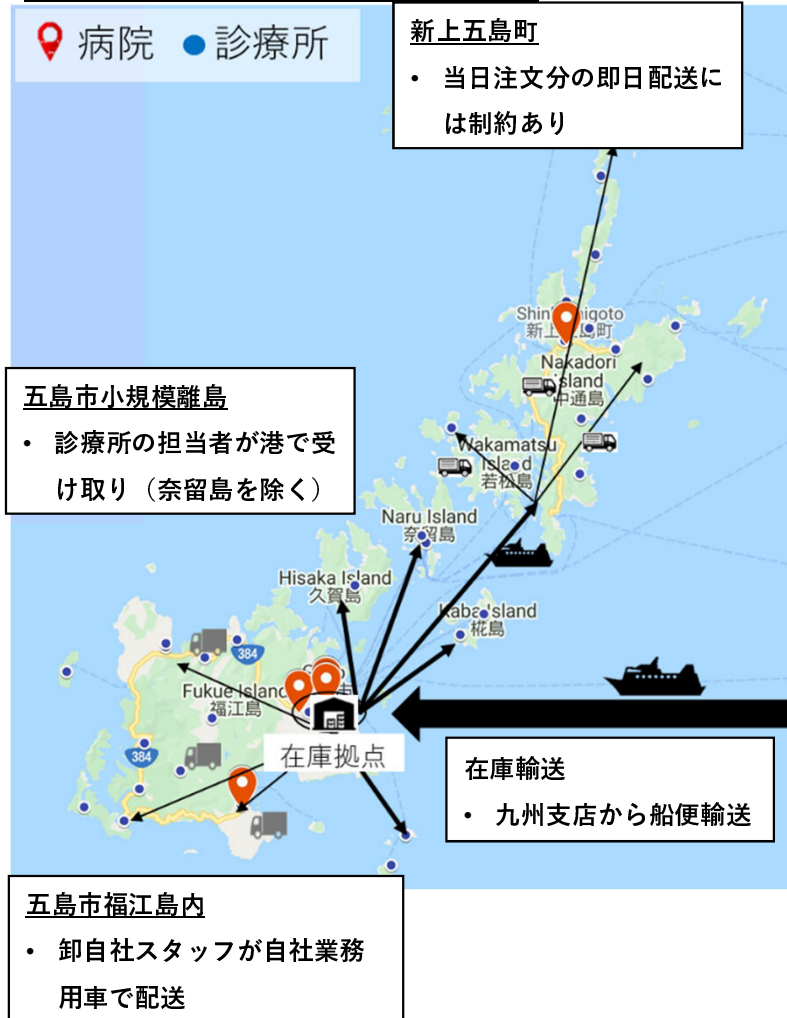 病院 診療所
新上五島町
• 当日注文分の即日配送に
は制約あり
Nakadori
Island
中通島
五島市小規模離島
• 診療所の担当者が港で受
け取り（奈留島を除く）
Wakamatsu
Island
若松島
Naru Island
奈留島
Hisaka Island
久賀島
Kaba Island
椛島
384
Fukue Island
福江島
384
在庫拠点
在庫輸送
• 九州支店から船便輸送
五島市福江島内
• 卸自社スタッフが自社業務
用車で配送